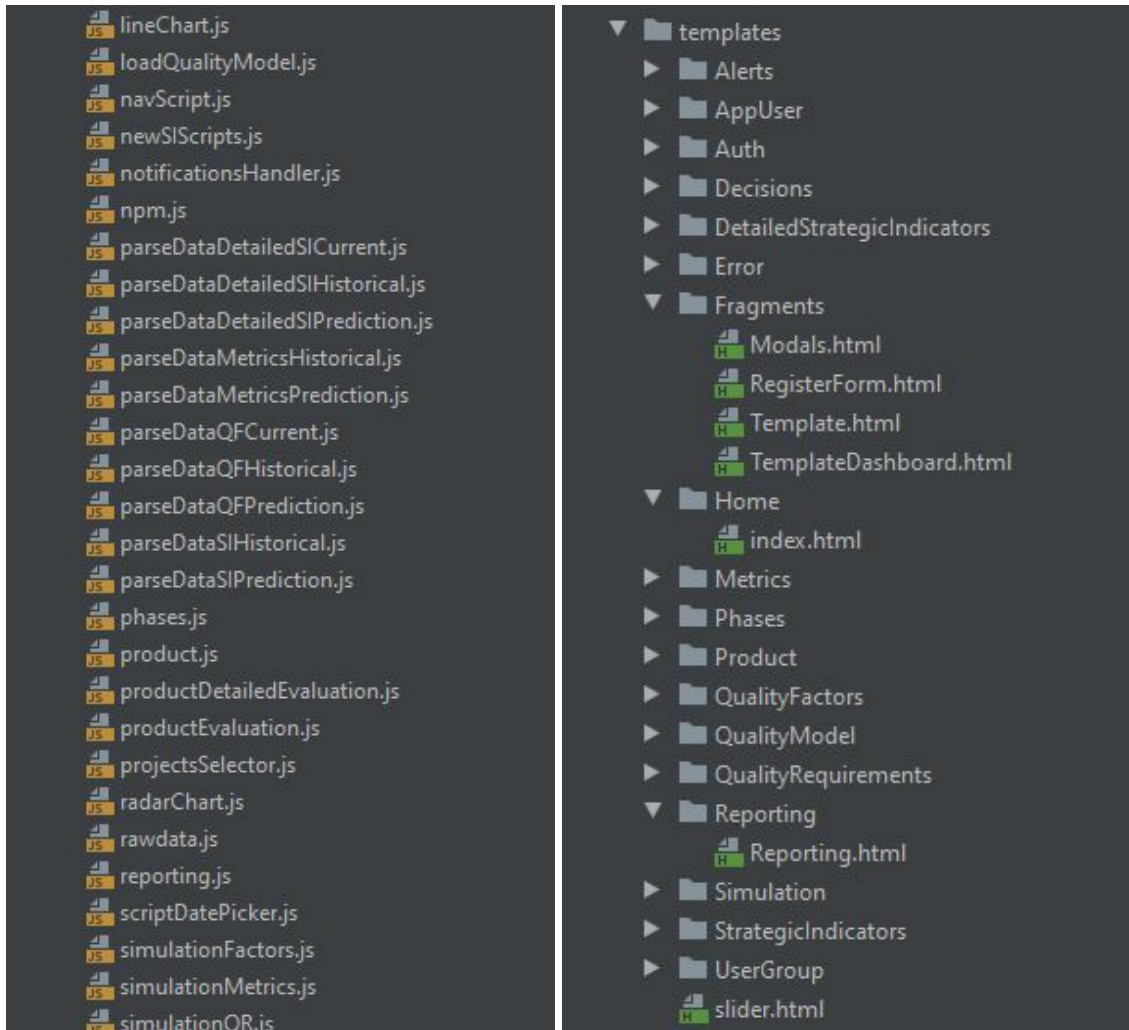 lineChart.js
loadQualityModel.js
navScript.js
newSIScripts.js
notificationsHandler.js
npm.js
parseDataDetailedSICurrent.js
parseDataDetailedSIHistorical.js
parseDataDetailedSIPrediction.js
parseDataMetricsHistorical.js
parseDataMetricsPrediction.js
parseDataQFCurrent.js
parseDataQFHistorical.js
parseDataQFPrediction.js
parseDataSIHistorical.js
parseDataSIPrediction.js
phases.js
product.js
productDetailedEvaluation.js
productEvaluation.js
projectsSelector.js
radarChart.js
rawdata.js
reporting.js
scriptDatePicker.js
simulationFactors.js
simulationMetrics.js
simulationQR.js
templates
Alerts
AppUser
Auth
Decisions
DetailedStrategicIndicators
Error
Fragments
Modals.html
RegisterForm.html
Template.html
TemplateDashboard.html
Home
index.html
Metrics
Phases
Product
QualityFactors
QualityModel
QualityRequirements
Reporting
Reporting.html
Simulation
StrategicIndicators
UserGroup
slider.html